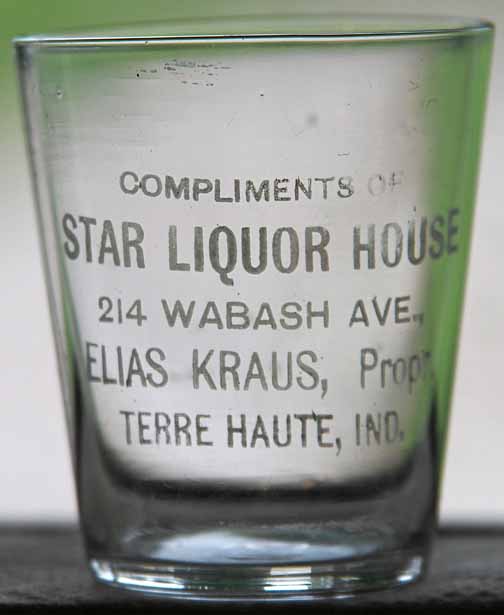 COMPLIMENTS OF
STAR LIQUOR HOUSE
214 WABASH AVE.,
ELIAS KRAUS, Propr.
TERRE HAUTE, IND.